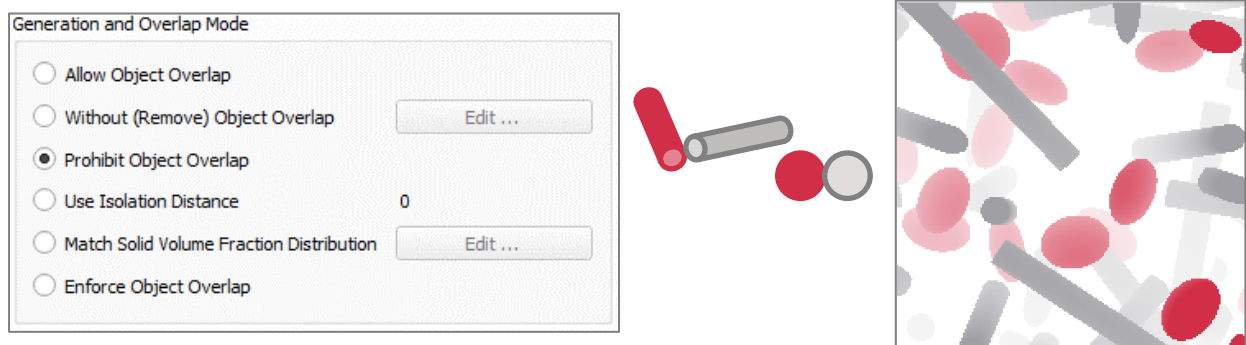 Generation and Overlap Mode
Allow Object Overlap
Without (Remove) Object Overlap Edit ...
Prohibit Object Overlap
Use Isolation Distance 0
Match Solid Volume Fraction Distribution Edit ...
Enforce Object Overlap